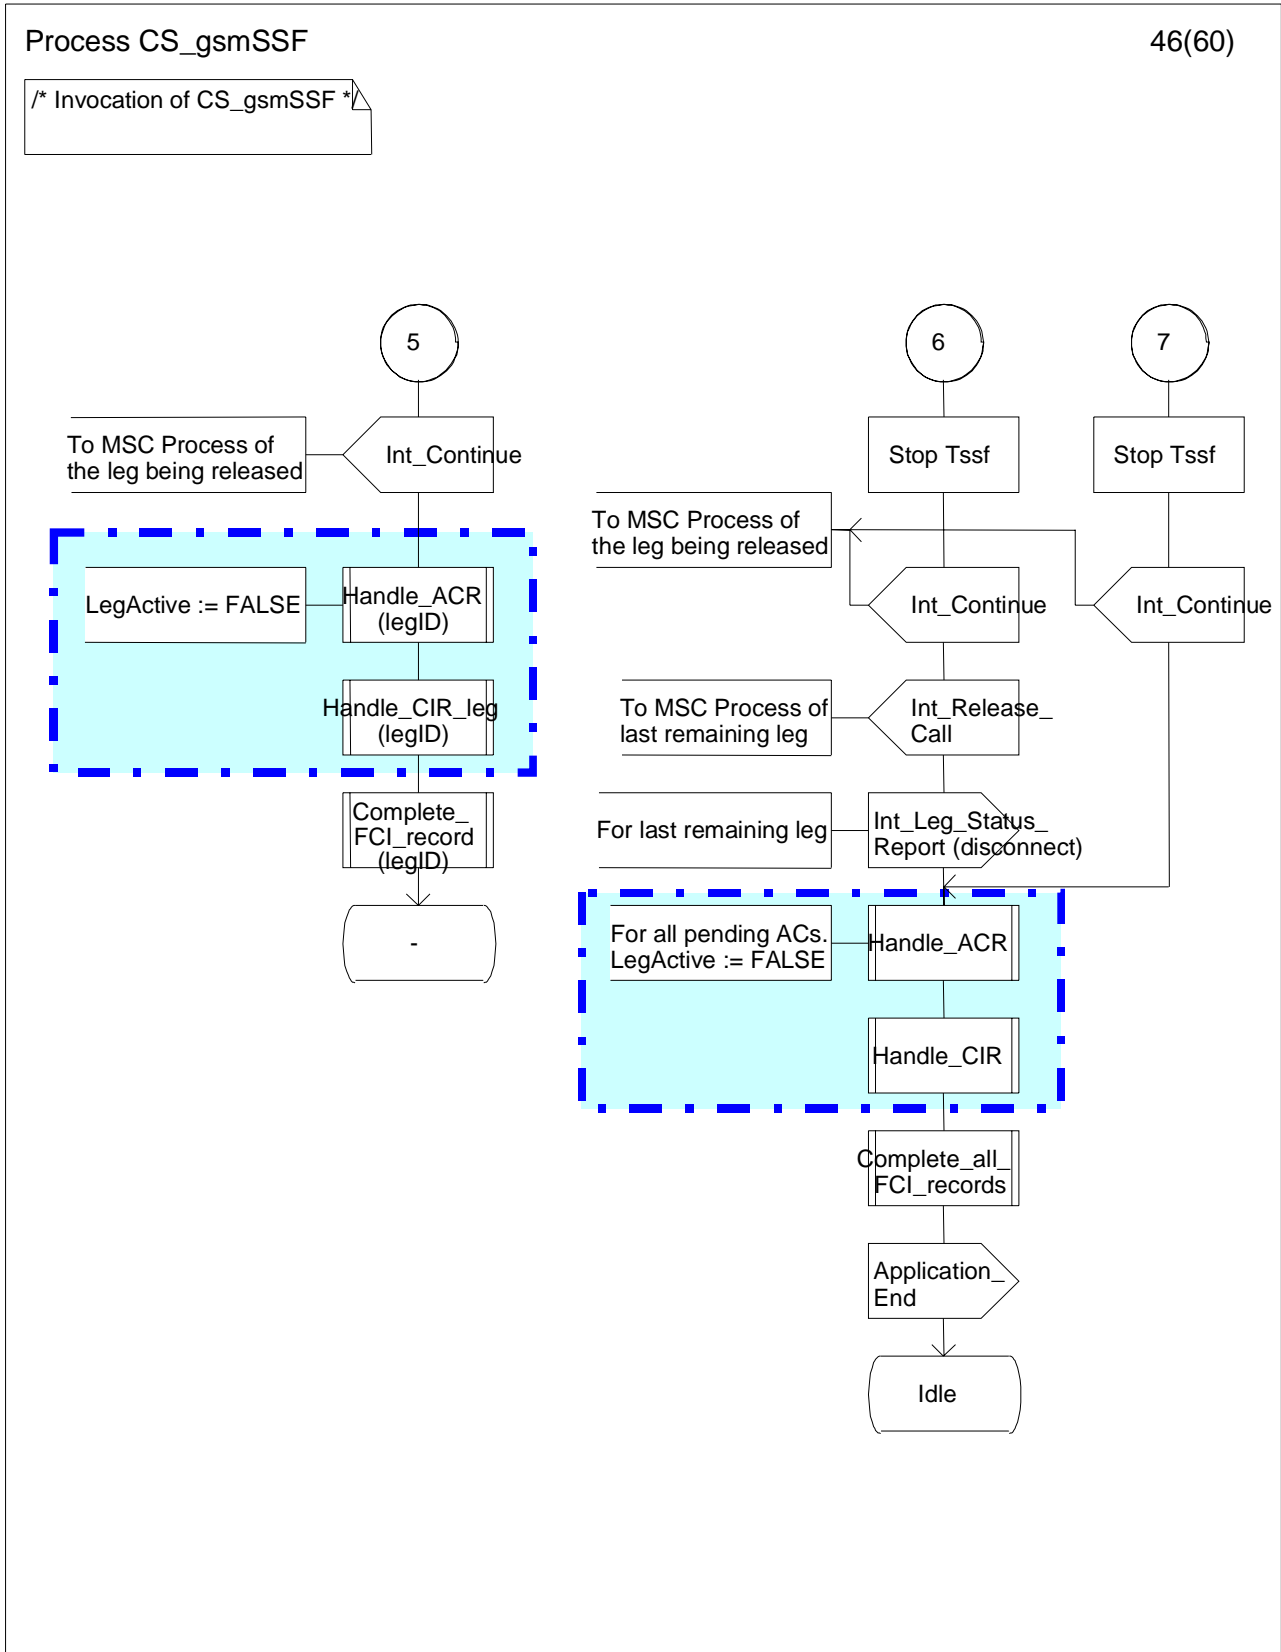 Process CS_gsmSSF
46(60)
/* Invocation of CS_gsmSSF */
5
6
7
To MSC Process of
the leg being released
Int_Continue
Stop Tssf
Stop Tssf
To MSC Process of
the leg being released
LegActive := FALSE
Handle_ACR
(legID)
Int_Continue
Int_Continue
Handle_CIR_leg
(legID)
To MSC Process of
last remaining leg
Int_Release_
Call
Complete_
FCI_record
(legID)
For last remaining leg
Int_Leg_Status_
Report (disconnect)
-
For all pending ACs.
LegActive := FALSE
Handle_ACR
Handle_CIR
Complete_all_
FCI_records
Application_
End
Idle